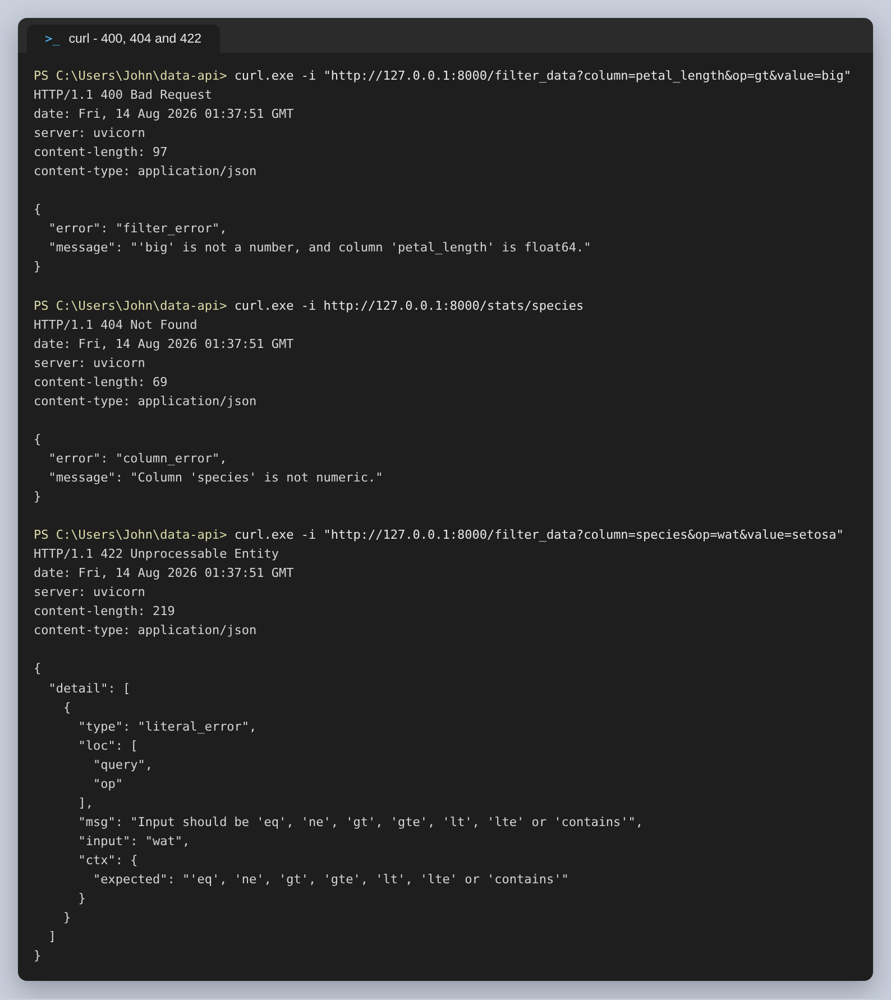 >_ curl - 400, 404 and 422
PS C:\Users\John\data-api> curl.exe -i "http://127.0.0.1:8000/filter_data?column=petal_length&op=gt&value=big"
HTTP/1.1 400 Bad Request
date: Fri, 14 Aug 2026 01:37:51 GMT
server: uvicorn
content-length: 97
content-type: application/json

{
  "error": "filter_error",
  "message": "'big' is not a number, and column 'petal_length' is float64."
}

PS C:\Users\John\data-api> curl.exe -i http://127.0.0.1:8000/stats/species
HTTP/1.1 404 Not Found
date: Fri, 14 Aug 2026 01:37:51 GMT
server: uvicorn
content-length: 69
content-type: application/json

{
  "error": "column_error",
  "message": "Column 'species' is not numeric."
}

PS C:\Users\John\data-api> curl.exe -i "http://127.0.0.1:8000/filter_data?column=species&op=wat&value=setosa"
HTTP/1.1 422 Unprocessable Entity
date: Fri, 14 Aug 2026 01:37:51 GMT
server: uvicorn
content-length: 219
content-type: application/json

{
  "detail": [
    {
      "type": "literal_error",
      "loc": [
        "query",
        "op"
      ],
      "msg": "Input should be 'eq', 'ne', 'gt', 'gte', 'lt', 'lte' or 'contains'",
      "input": "wat",
      "ctx": {
        "expected": "'eq', 'ne', 'gt', 'gte', 'lt', 'lte' or 'contains'"
      }
    }
  ]
}